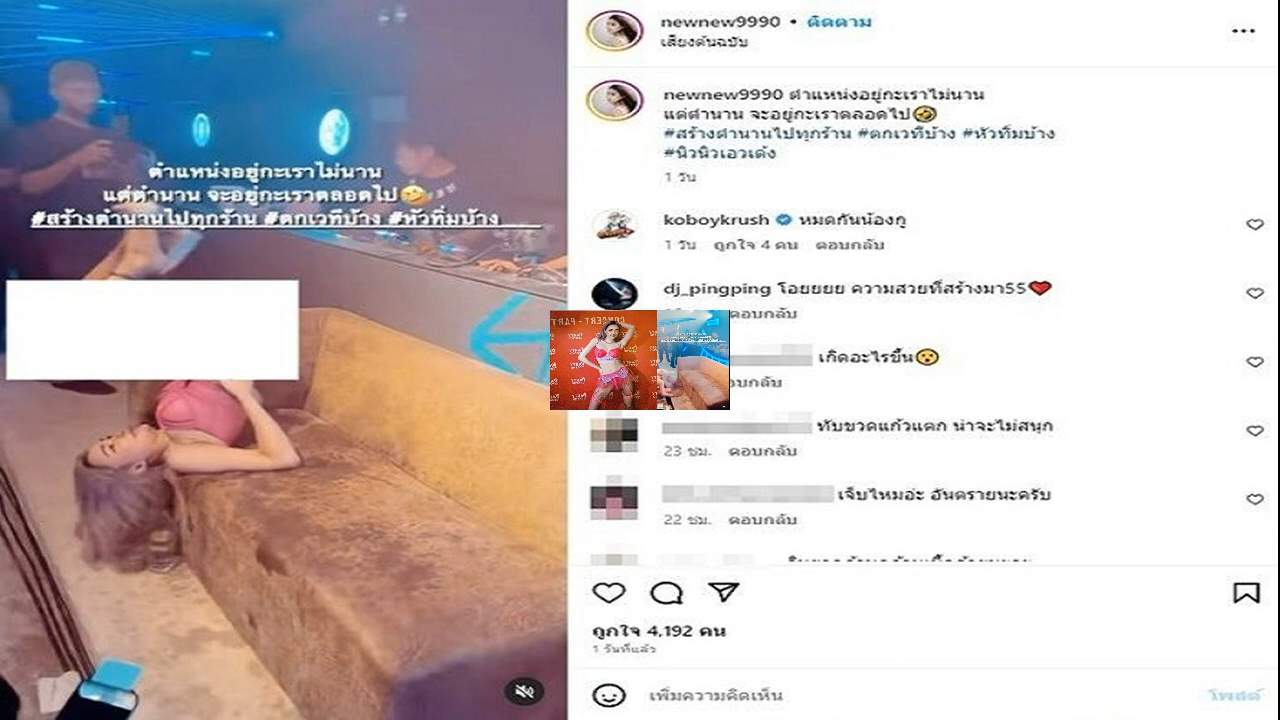 ตำแหน่งอยู่กะเราไม่นาน
แต่ตำนาน จะอยู่กะเราตลอดไป🤣
#สร้างตำนานไปทุกร้าน #ตกเวทีบ้าง #หัวทิ่มบ้าง
newnew9990 • ติดตาม
เสียงต้นฉบับ
newnew9990 ตำแหน่งอยู่กะเราไม่นาน
แต่ตำนาน จะอยู่กะเราตลอดไป🤣
#สร้างตำนานไปทุกร้าน #ตกเวทีบ้าง #หัวทิ่มบ้าง
#นิวนิวเอวเด้ง
1 วัน
koboykrush หมดกันน้องกู
1 วัน ถูกใจ 4 คน ตอบกลับ
dj_pingping โอยยยย ความสวยที่สร้างมา55❤️
ตอบกลับ
CONCERT - PART
เกิดอะไรขึ้น😮
ตอบกลับ
ทับขวดแก้วแตก น่าจะไม่สนุก
23 ชม. ตอบกลับ
เจ็บไหมอ่ะ อันตรายนะครับ
22 ชม. ตอบกลับ
ถูกใจ 4,192 คน
1 วันที่แล้ว
เพิ่มความคิดเห็น
โพสต์